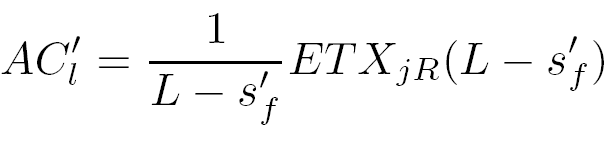 $AC'_l = \frac{1}{L - s'_f} ETX_{jR}(L - s'_f)$